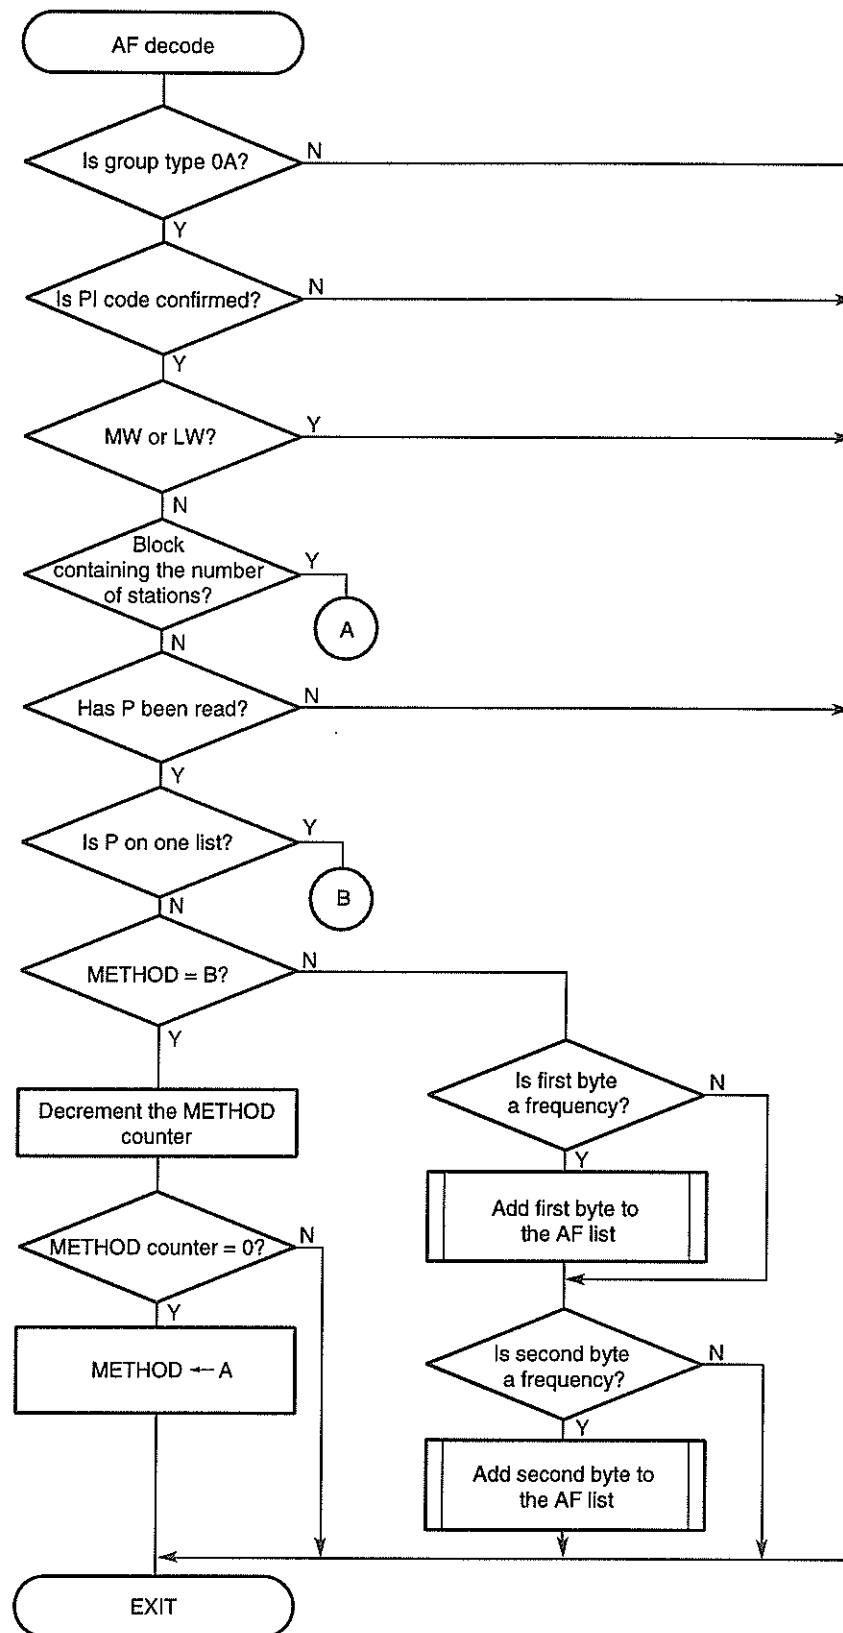 AF decode
Is group type 0A?
N
Y
Is PI code confirmed?
N
Y
MW or LW?
Y
N
Block
containing the number
of stations?
Y
A
N
Has P been read?
N
Y
Is P on one list?
Y
B
N
METHOD = B?
N
Y
Is first byte
a frequency?
N
Y
Decrement the METHOD
counter
Add first byte to
the AF list
METHOD counter = 0?
N
Y
Is second byte
a frequency?
N
Y
METHOD ← A
Add second byte to
the AF list
EXIT